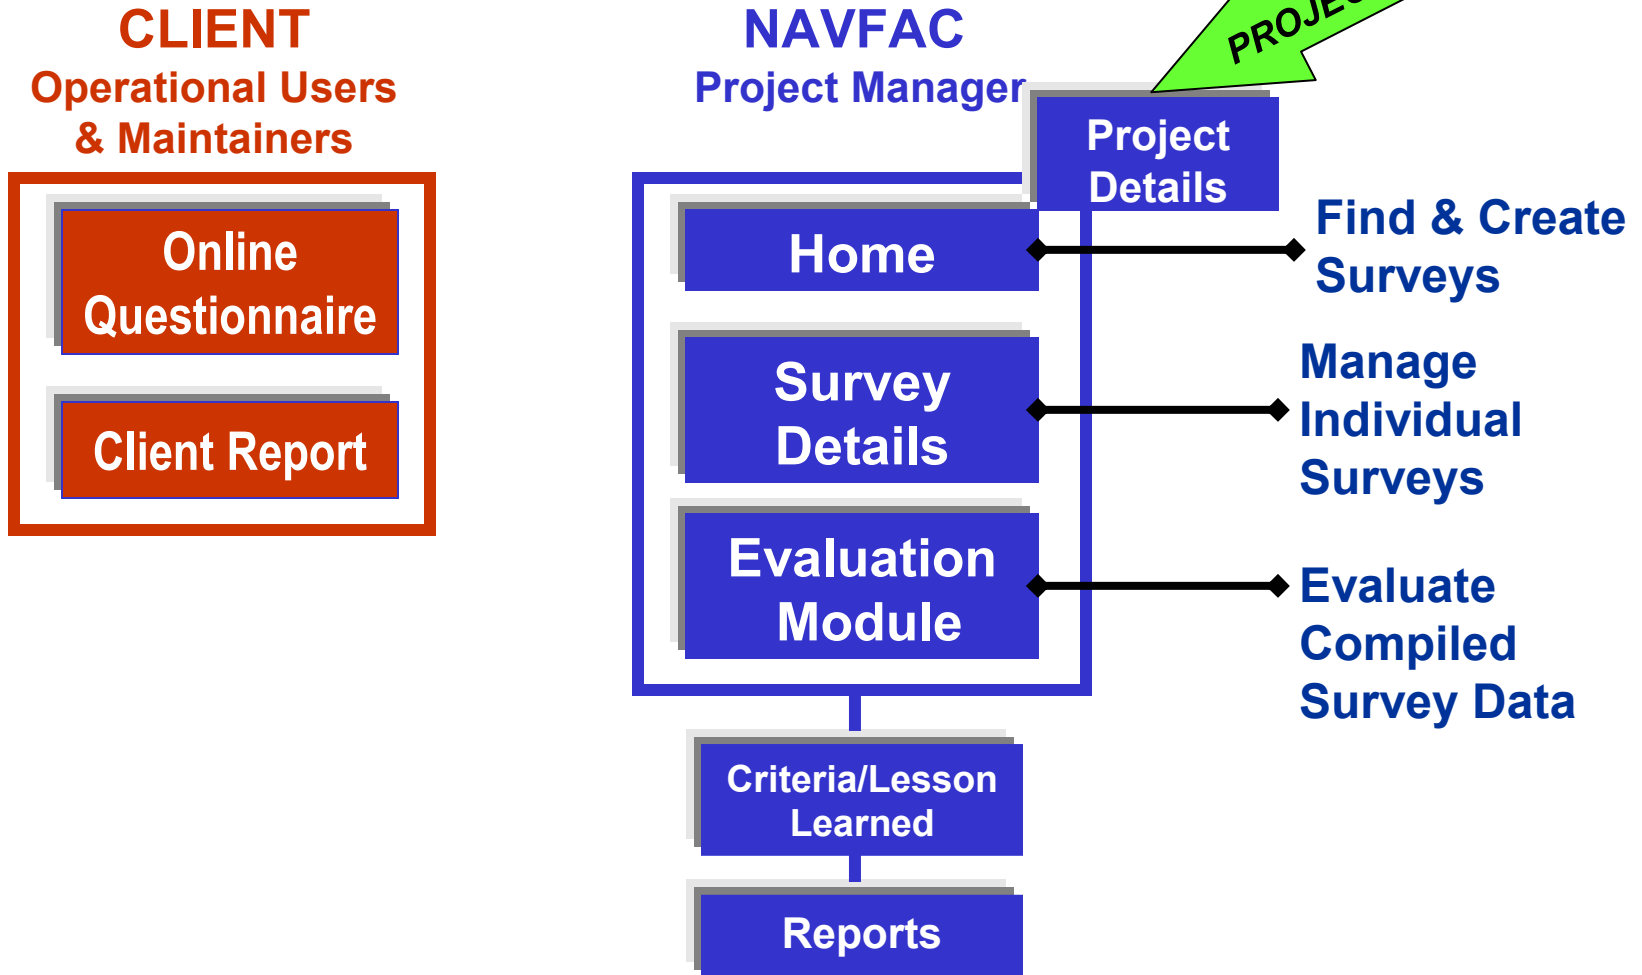 CLIENT
Operational Users
& Maintainers
Online
Questionnaire
Client Report
NAVFAC
Project Manager
Project
Details
Home
Survey
Details
Evaluation
Module
Criteria/Lesson
Learned
Reports
Find & Create
Surveys
Manage
Individual
Surveys
Evaluate
Compiled
Survey Data